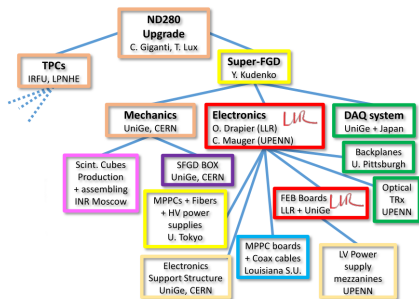 ND280
Upgrade
C. Giganti, T. Lux
TPCs
IRFU, LPNHE
Super-FGD
Y. Kudenko
Mechanics
UniGe, CERN
Electronics
O. Drapier (LLR)
C. Mauger (UPENN)
LLR
DAQ system
UniGe + Japan
Scint. Cubes
Production
+ assembling
INR Moscow
SFGD BOX
UniGe, CERN
Backplanes
U. Pittsburgh
MPPCs + Fibers
+ HV power
supplies
U. Tokyo
FEB Boards
LLR + UniGe
LLR
Optical
TRx
UPENN
Electronics
Support Structure
UniGe, CERN
MPPC boards
+ Coax cables
Louisiana S.U.
LV Power
supply
mezzanines
UPENN